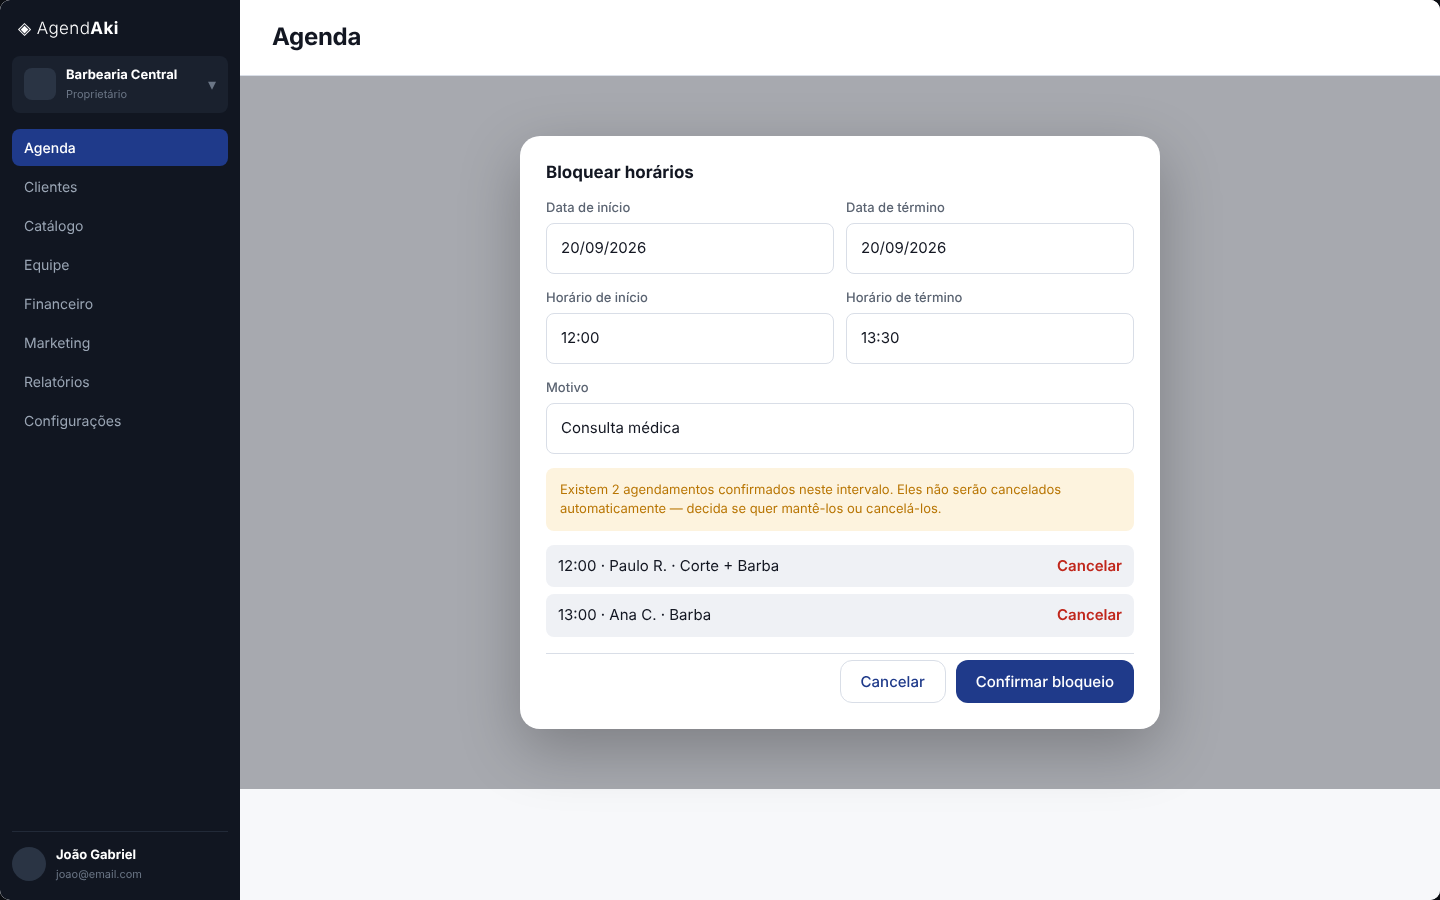 ◈ AgendAki
Barbearia Central
Proprietário
▼
Agenda
Clientes
Catálogo
Equipe
Financeiro
Marketing
Relatórios
Configurações
João Gabriel
joao@email.com
Agenda
Bloquear horários
Data de início
Data de término
20/09/2026
20/09/2026
Horário de início
Horário de término
12:00
13:30
Motivo
Consulta médica
Existem 2 agendamentos confirmados neste intervalo. Eles não serão cancelados
automaticamente — decida se quer mantê-los ou cancelá-los.
12:00 · Paulo R. · Corte + Barba
Cancelar
13:00 · Ana C. · Barba
Cancelar
Cancelar
Confirmar bloqueio